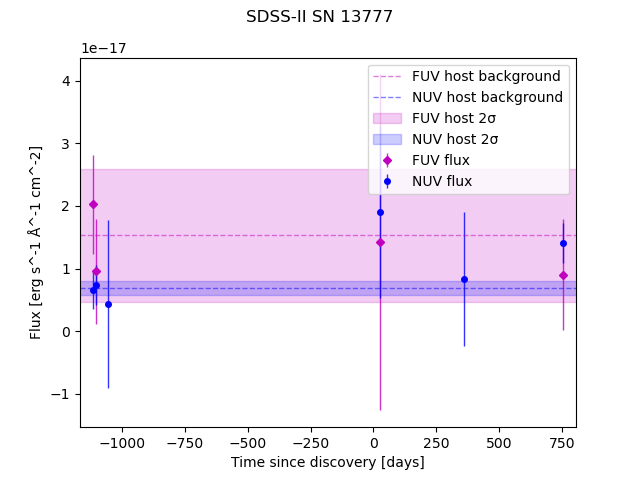 SDSS-II SN 13777
1e−17
FUV host background
NUV host background
FUV host 2σ
NUV host 2σ
FUV flux
NUV flux
4
3
2
1
0
−1
Flux [erg s^-1 Å^-1 cm^-2]
−1000
−750
−500
−250
0
250
500
750
Time since discovery [days]